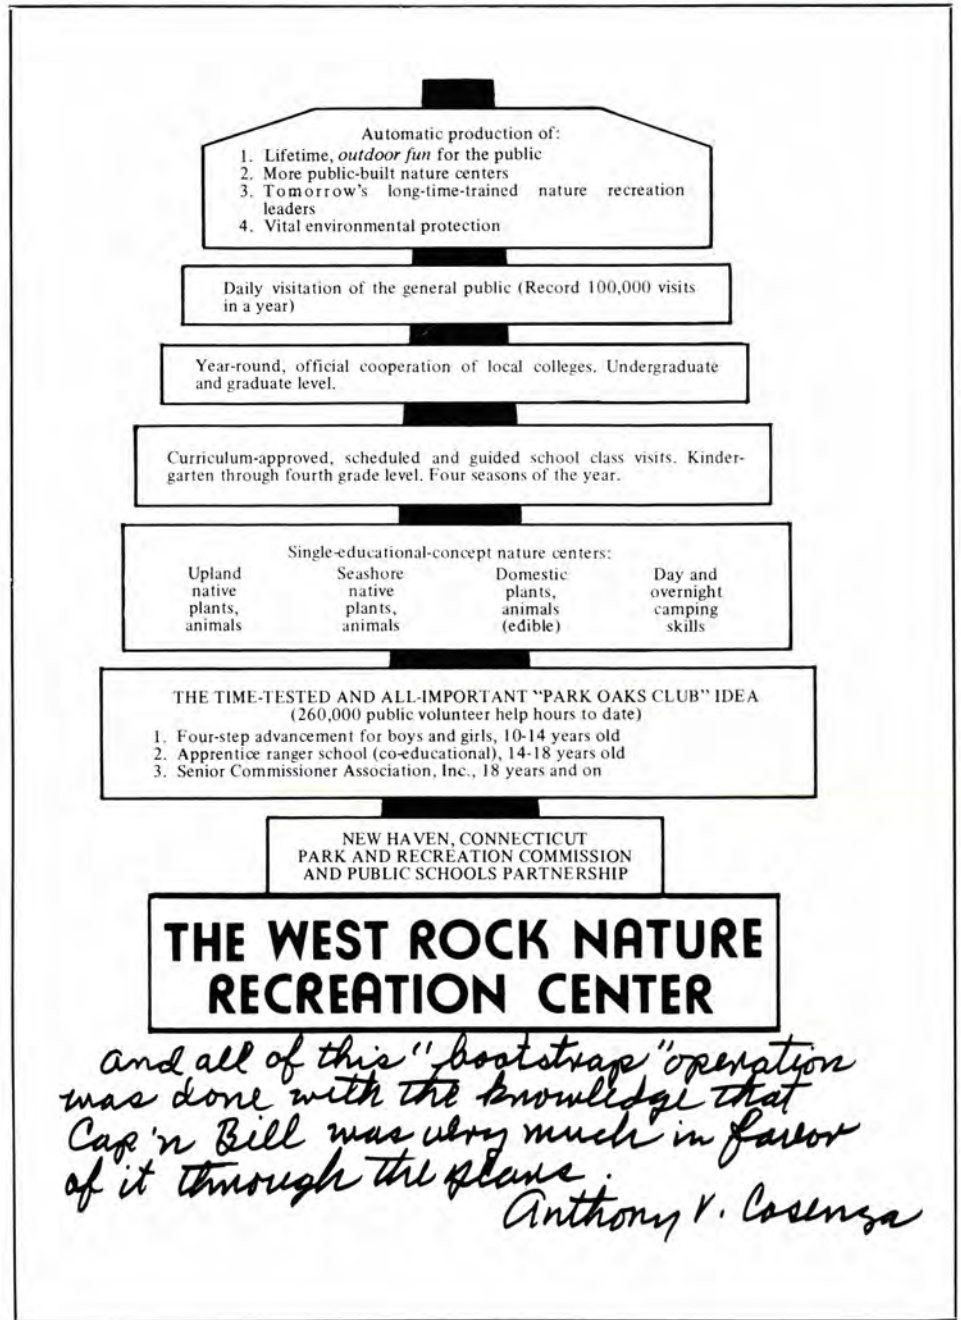 Automatic production of:
1. Lifetime, outdoor fun for the public
2. More public-built nature centers
3. Tomorrow's long-time-trained nature recreation
leaders
4. Vital environmental protection
Daily visitation of the general public (Record 100,000 visits
in a year)
Year-round, official cooperation of local colleges. Undergraduate
and graduate level.
Curriculum-approved, scheduled and guided school class visits. Kinder-
garten through fourth grade level. Four seasons of the year.
Single-educational-concept nature centers:
Upland
native
plants,
animals
Seashore
native
plants,
animals
Domestic
plants,
animals
(edible)
Day and
overnight
camping
skills
THE TIME-TESTED AND ALL-IMPORTANT "PARK OAKS CLUB" IDEA
(260,000 public volunteer help hours to date)
1. Four-step advancement for boys and girls, 10-14 years old
2. Apprentice ranger school (co-educational), 14-18 years old
3. Senior Commissioner Association, Inc., 18 years and on
NEW HAVEN, CONNECTICUT
PARK AND RECREATION COMMISSION
AND PUBLIC SCHOOLS PARTNERSHIP
THE WEST ROCK NATURE
RECREATION CENTER
and all of this "bootstrap" operation
was done with the knowledge that
Cap'n Bill was very much in favor
of it through the
Anthony V. Cosenza